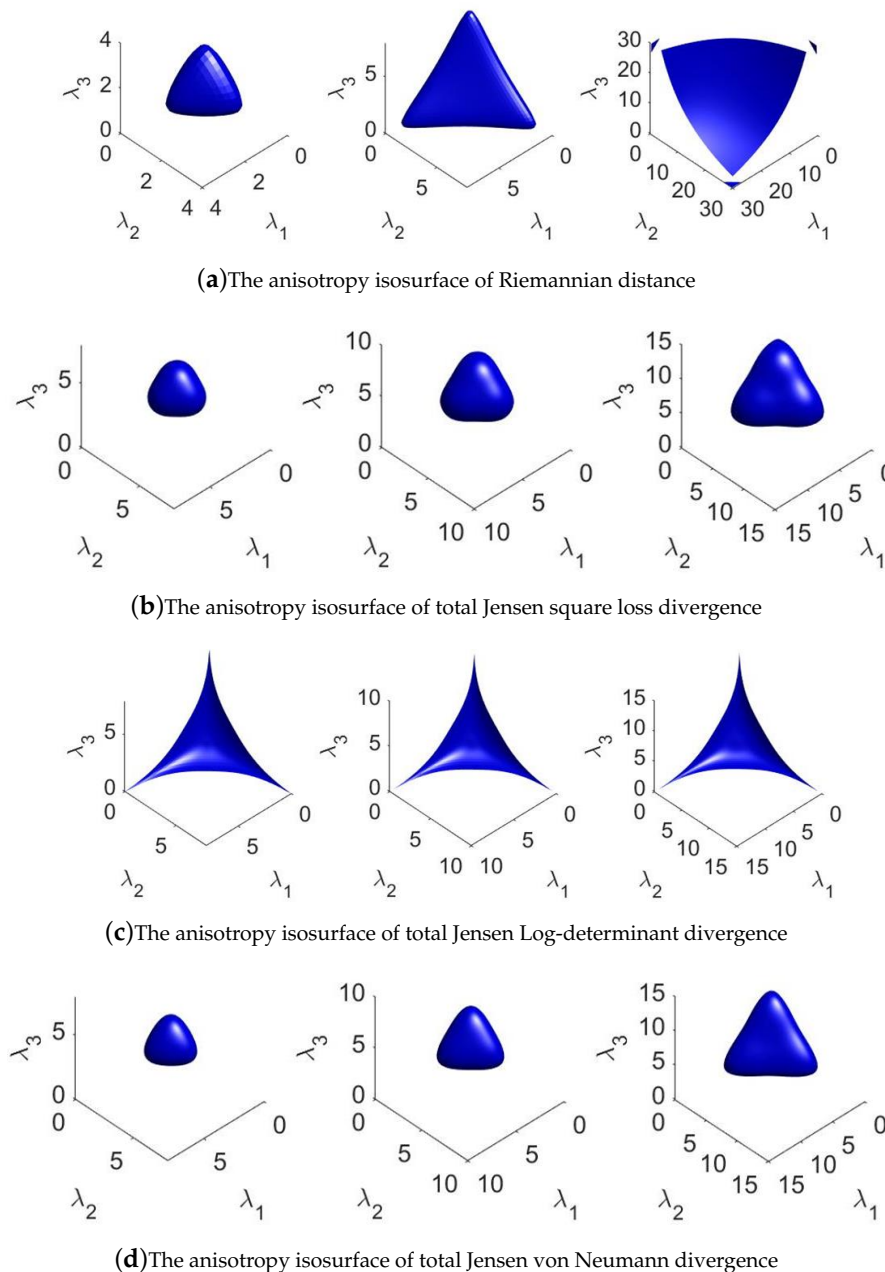 4
2
0
λ3
0
2
4
4
2
0
λ2
λ1
5
0
λ3
0
5
5
0
λ2
λ1
30
20
10
0
λ3
0
10
20
30
30
20
10
0
λ2
λ1
(a)The anisotropy isosurface of Riemannian distance
5
0
λ3
0
5
5
0
λ2
λ1
10
5
0
λ3
0
5
10
10
5
0
λ2
λ1
15
10
5
0
λ3
0
5
10
15
15
10
5
0
λ2
λ1
(b)The anisotropy isosurface of total Jensen square loss divergence
5
0
λ3
0
5
5
0
λ2
λ1
10
5
0
λ3
0
5
10
10
5
0
λ2
λ1
15
10
5
0
λ3
0
5
10
15
15
10
5
0
λ2
λ1
(c)The anisotropy isosurface of total Jensen Log-determinant divergence
5
0
λ3
0
5
5
0
λ2
λ1
10
5
0
λ3
0
5
10
10
5
0
λ2
λ1
15
10
5
0
λ3
0
5
10
15
15
10
5
0
λ2
λ1
(d)The anisotropy isosurface of total Jensen von Neumann divergence